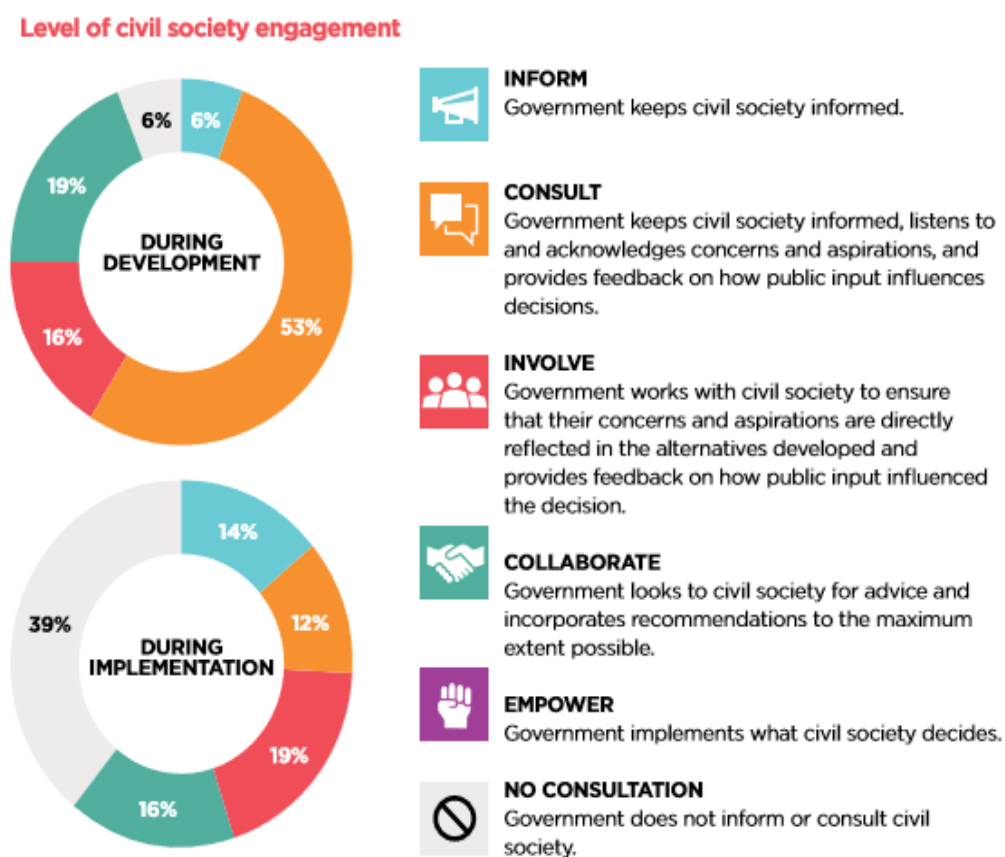 Level of civil society engagement
6%
6%
19%
DURING
DEVELOPMENT
16%
53%
14%
39%
12%
DURING
IMPLEMENTATION
19%
16%
INFORM
Government keeps civil society informed.
CONSULT
Government keeps civil society informed, listens to
and acknowledges concerns and aspirations, and
provides feedback on how public input influences
decisions.
INVOLVE
Government works with civil society to ensure
that their concerns and aspirations are directly
reflected in the alternatives developed and
provides feedback on how public input influenced
the decision.
COLLABORATE
Government looks to civil society for advice and
incorporates recommendations to the maximum
extent possible.
EMPOWER
Government implements what civil society decides.
NO CONSULTATION
Government does not inform or consult civil
society.